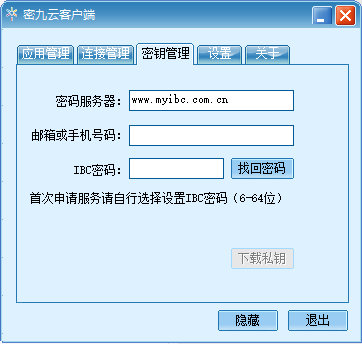 密九云客户端
应用管理 连接管理 密钥管理 设置 关于
密码服务器： www.myibc.com.cn
邮箱或手机号码：
IBC密码： 找回密码
首次申请服务请自行选择设置IBC密码（6-64位）
下载私钥
隐藏 退出